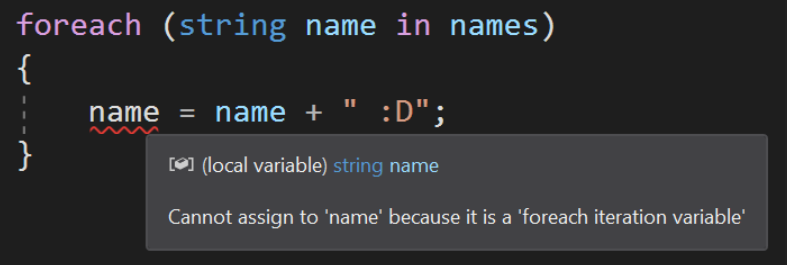 foreach (string name in names)
{
name = name + " :D";
}
(local variable) string name
Cannot assign to 'name' because it is a 'foreach iteration variable'